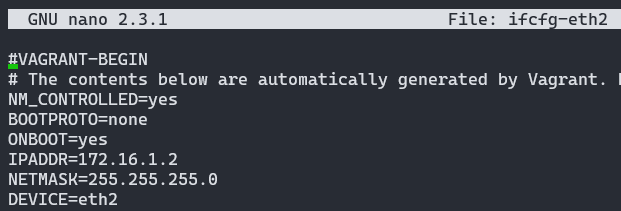 GNU nano 2.3.1 File: ifcfg-eth2
#VAGRANT-BEGIN
# The contents below are automatically generated by Vagrant.
NM_CONTROLLED=yes
BOOTPROTO=none
ONBOOT=yes
IPADDR=172.16.1.2
NETMASK=255.255.255.0
DEVICE=eth2